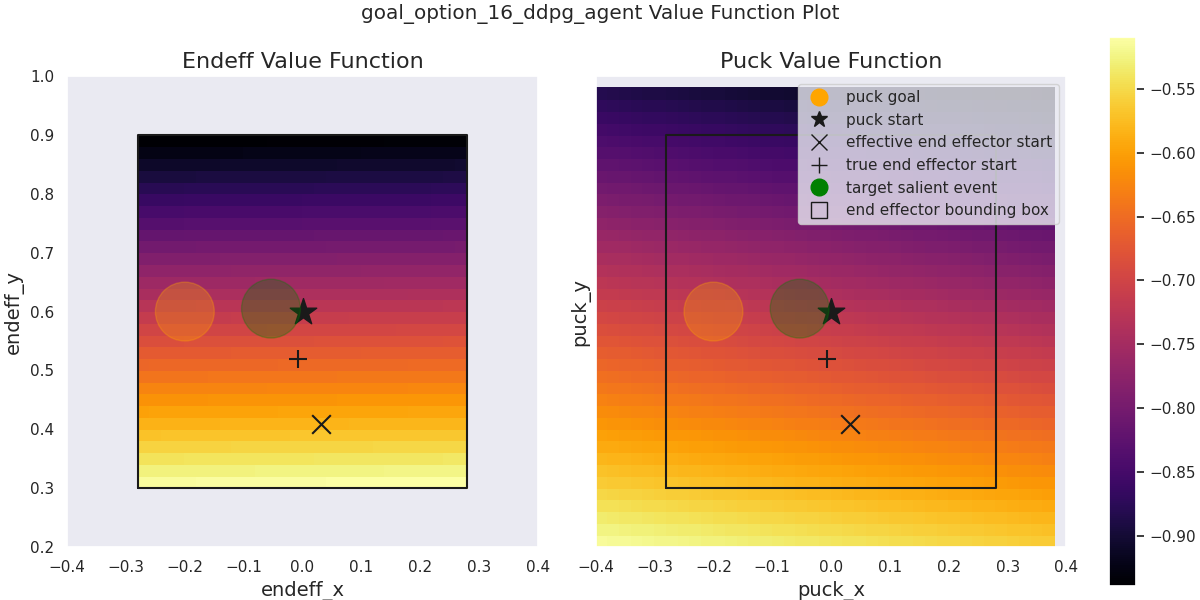 goal_option_16_ddpg_agent Value Function Plot
Endeff Value Function
1.0
0.9
0.8
0.7
0.6
0.5
0.4
0.3
0.2
endeff_y
−0.4 −0.3 −0.2 −0.1 0.0 0.1 0.2 0.3 0.4
endeff_x
Puck Value Function
puck goal
puck start
effective end effector start
true end effector start
target salient event
end effector bounding box
puck_y
−0.4 −0.3 −0.2 −0.1 0.0 0.1 0.2 0.3 0.4
puck_x
−0.55
−0.60
−0.65
−0.70
−0.75
−0.80
−0.85
−0.90